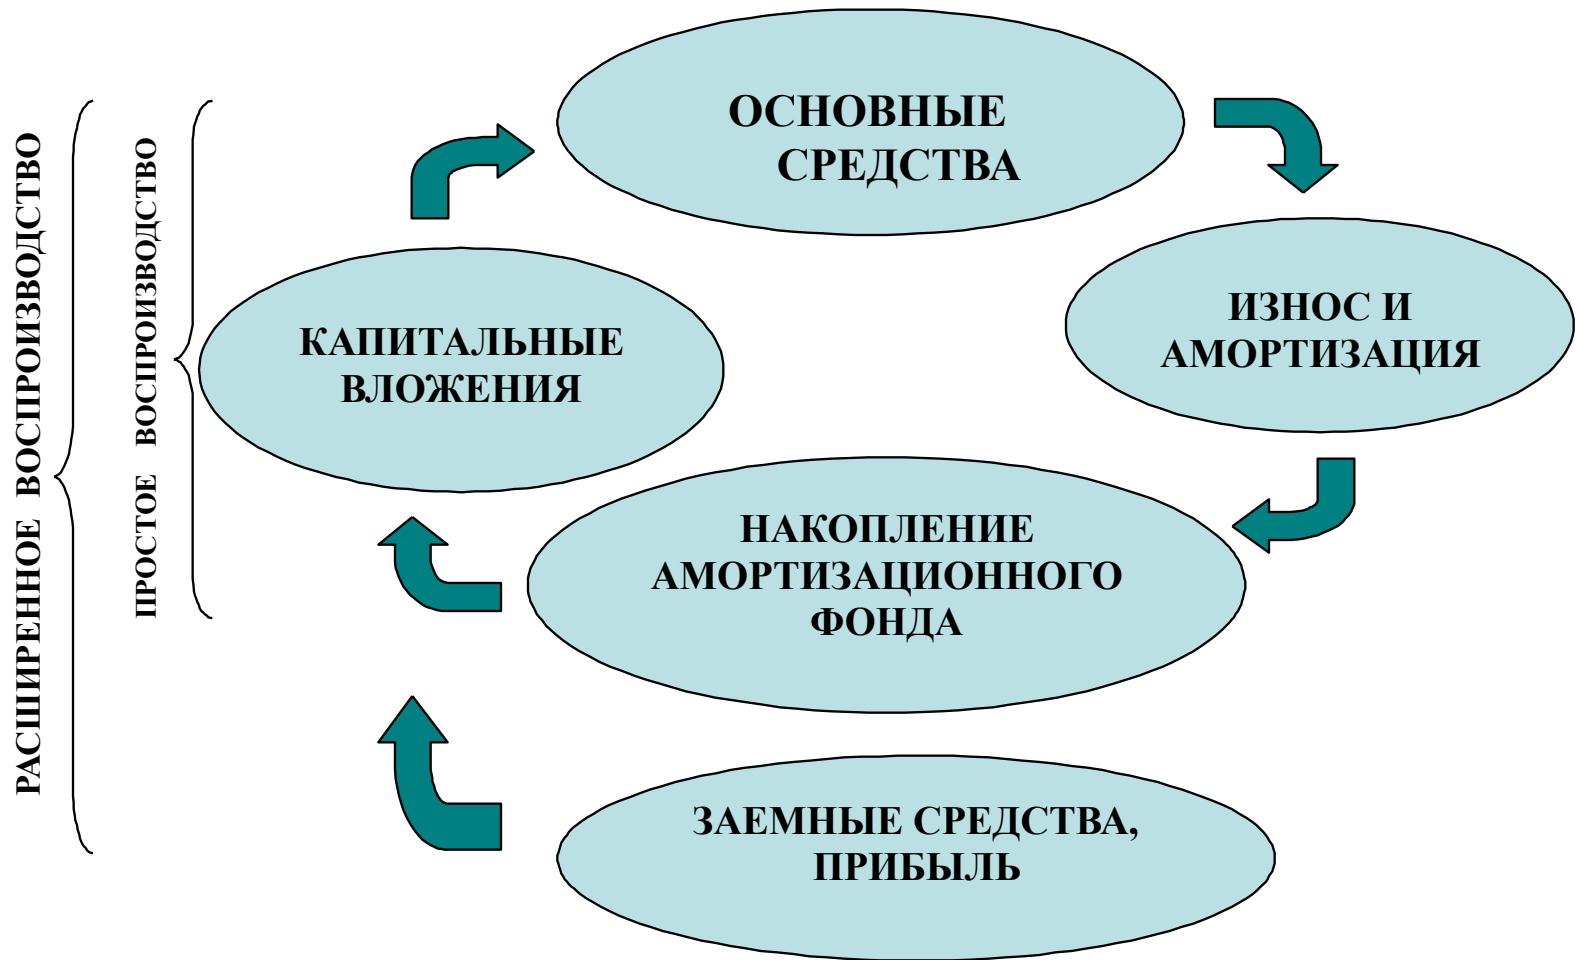 РАСШИРЕННОЕ ВОСПРОИЗВОДСТВО
ПРОСТОЕ ВОСПРОИЗВОДСТВО
ОСНОВНЫЕ
СРЕДСТВА
ИЗНОС И
АМОРТИЗАЦИЯ
КАПИТАЛЬНЫЕ
ВЛОЖЕНИЯ
НАКОПЛЕНИЕ
АМОРТИЗАЦИОННОГО
ФОНДА
ЗАЕМНЫЕ СРЕДСТВА,
ПРИБЫЛЬ